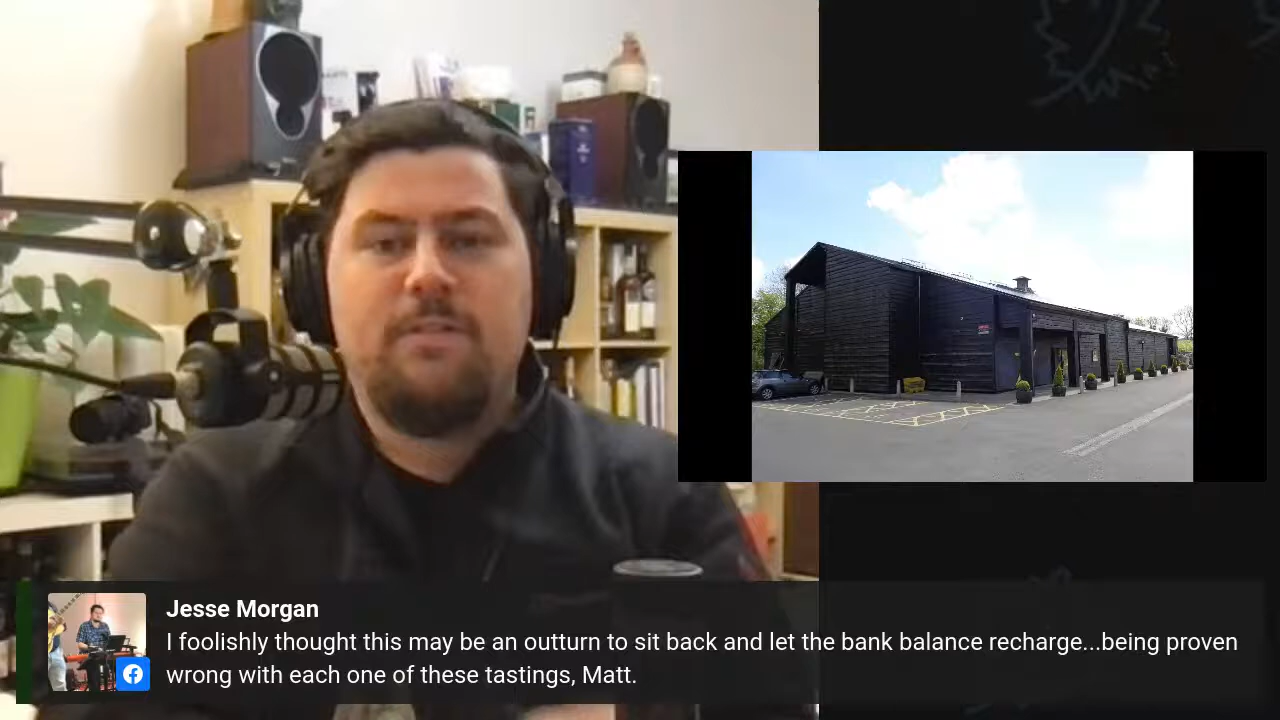 Jesse Morgan
I foolishly thought this may be an outturn to sit back and let the bank balance recharge...being proven
wrong with each one of these tastings, Matt.